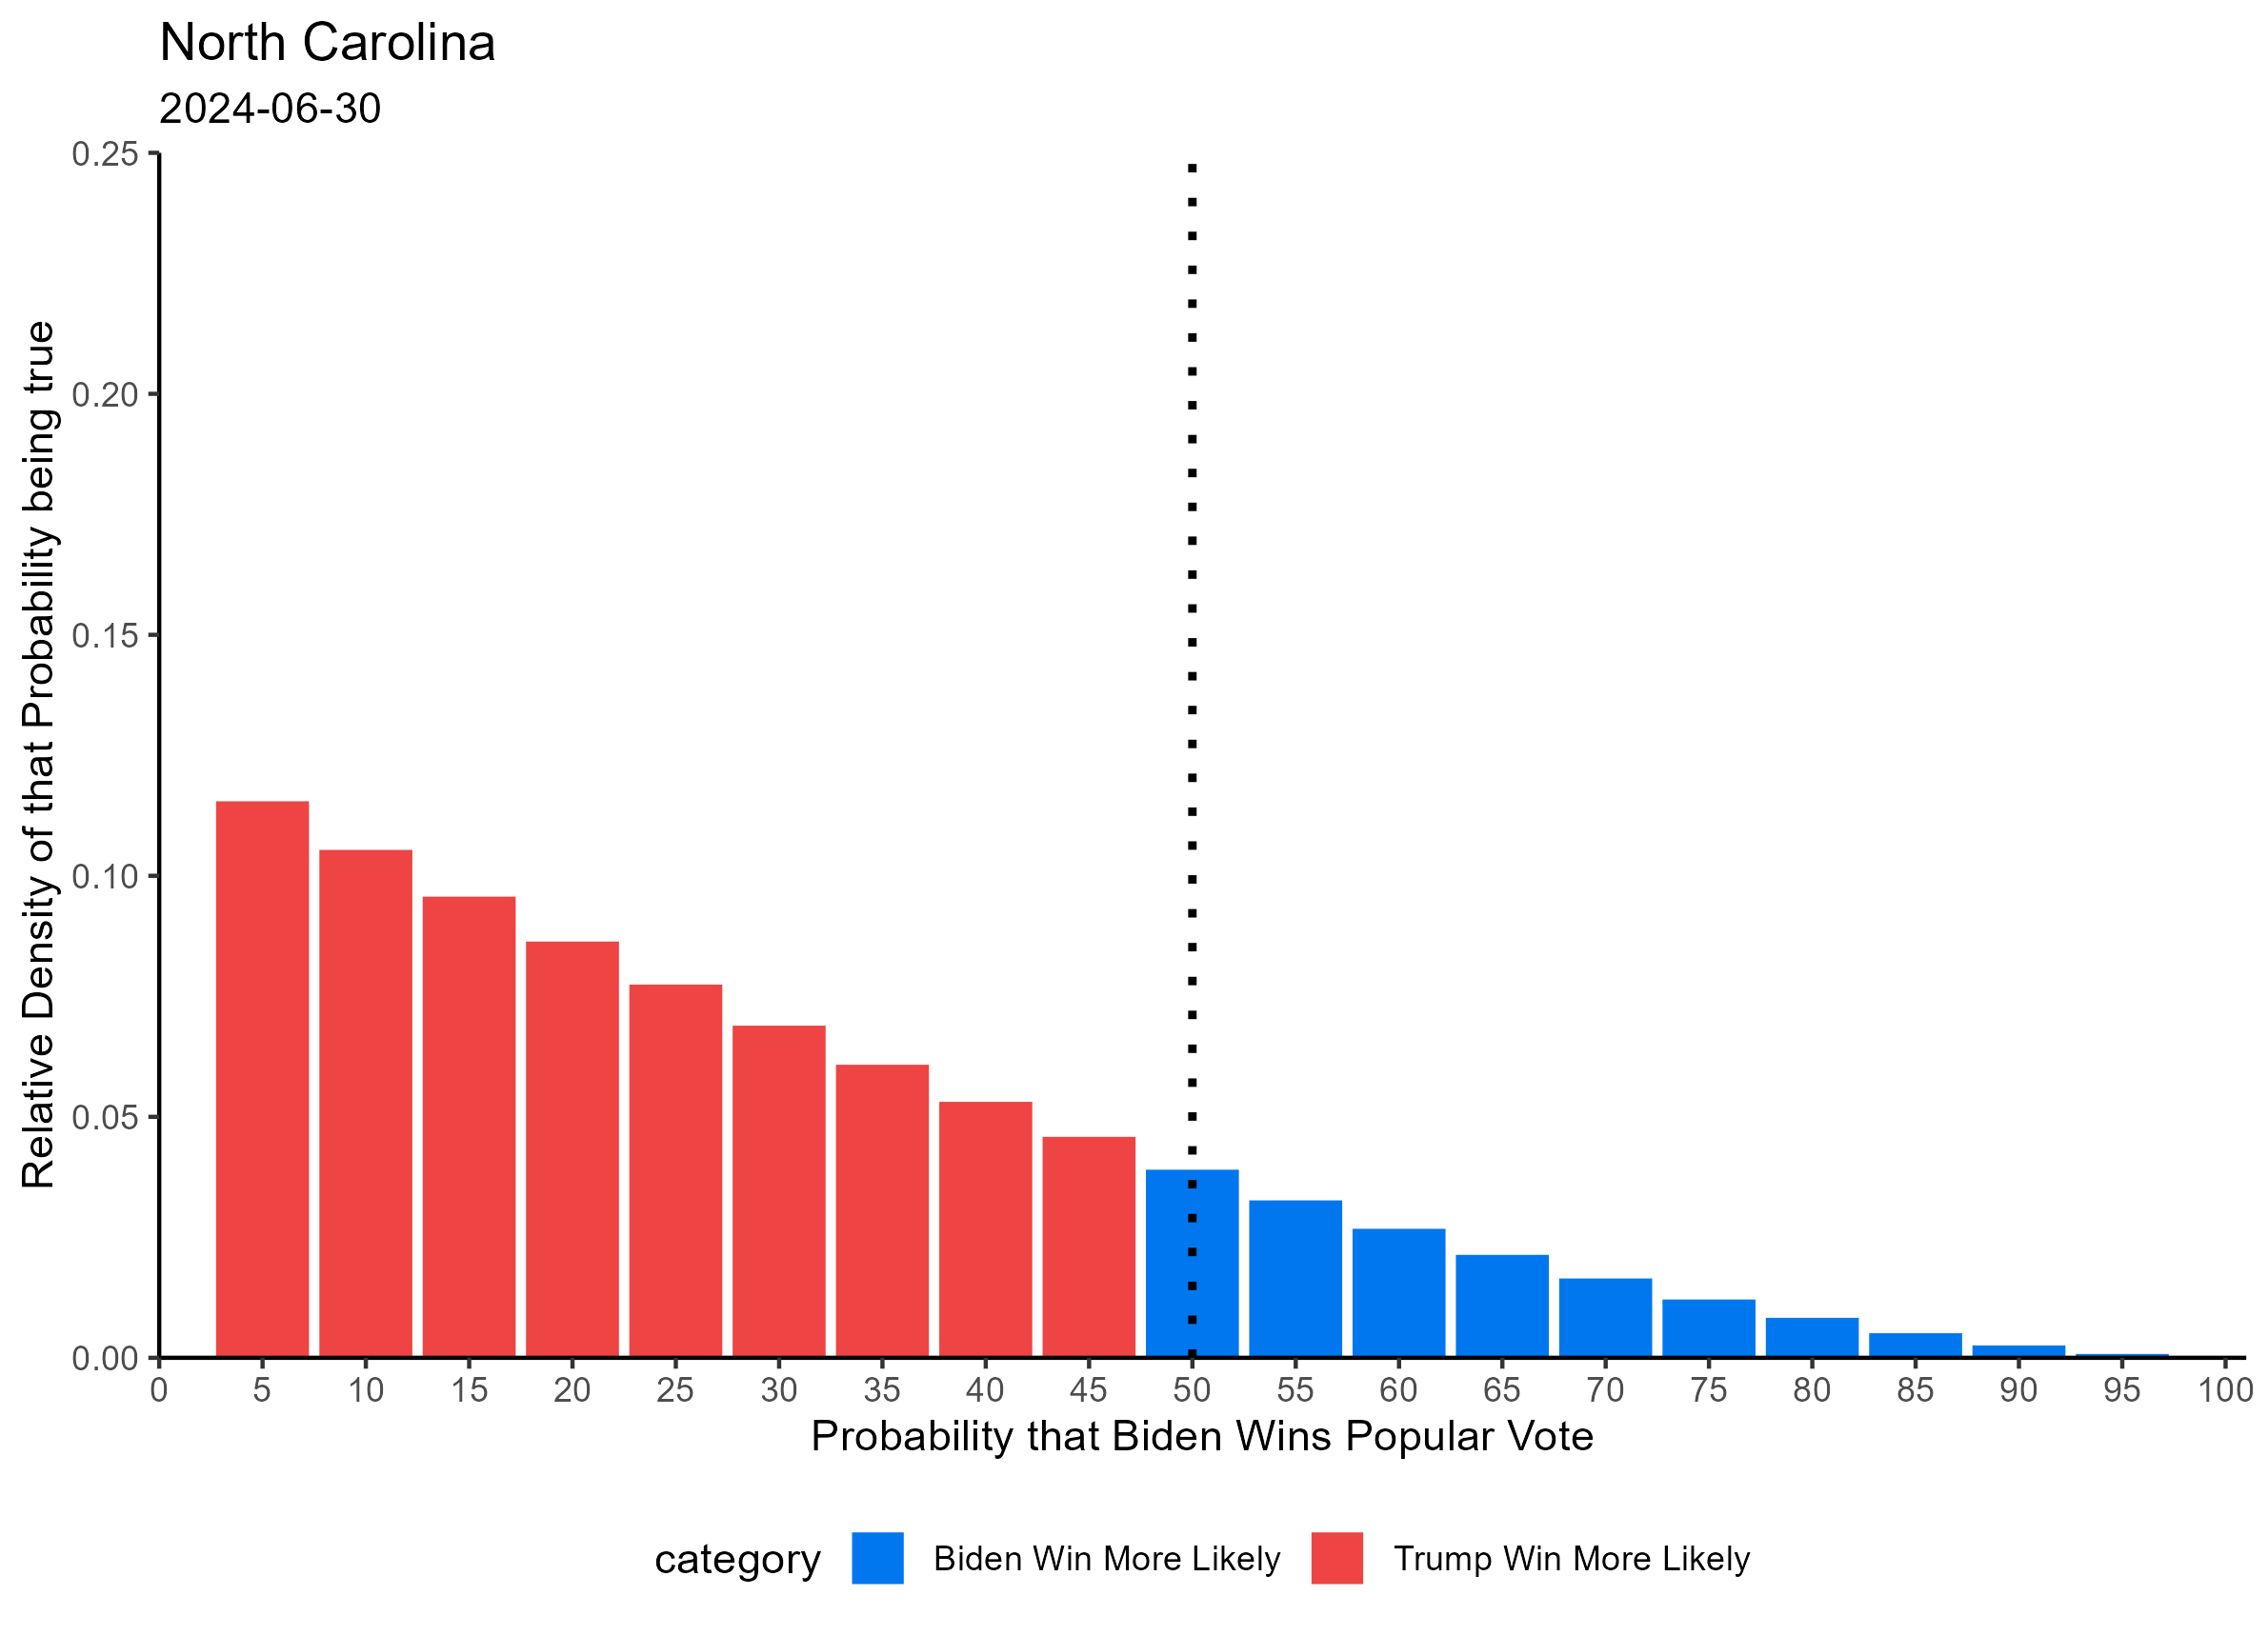 North Carolina
2024-06-30
Relative Density of that Probability being true
0.25
0.20
0.15
0.10
0.05
0.00
0 5 10 15 20 25 30 35 40 45 50 55 60 65 70 75 80 85 90 95 100
Probability that Biden Wins Popular Vote
category Biden Win More Likely Trump Win More Likely